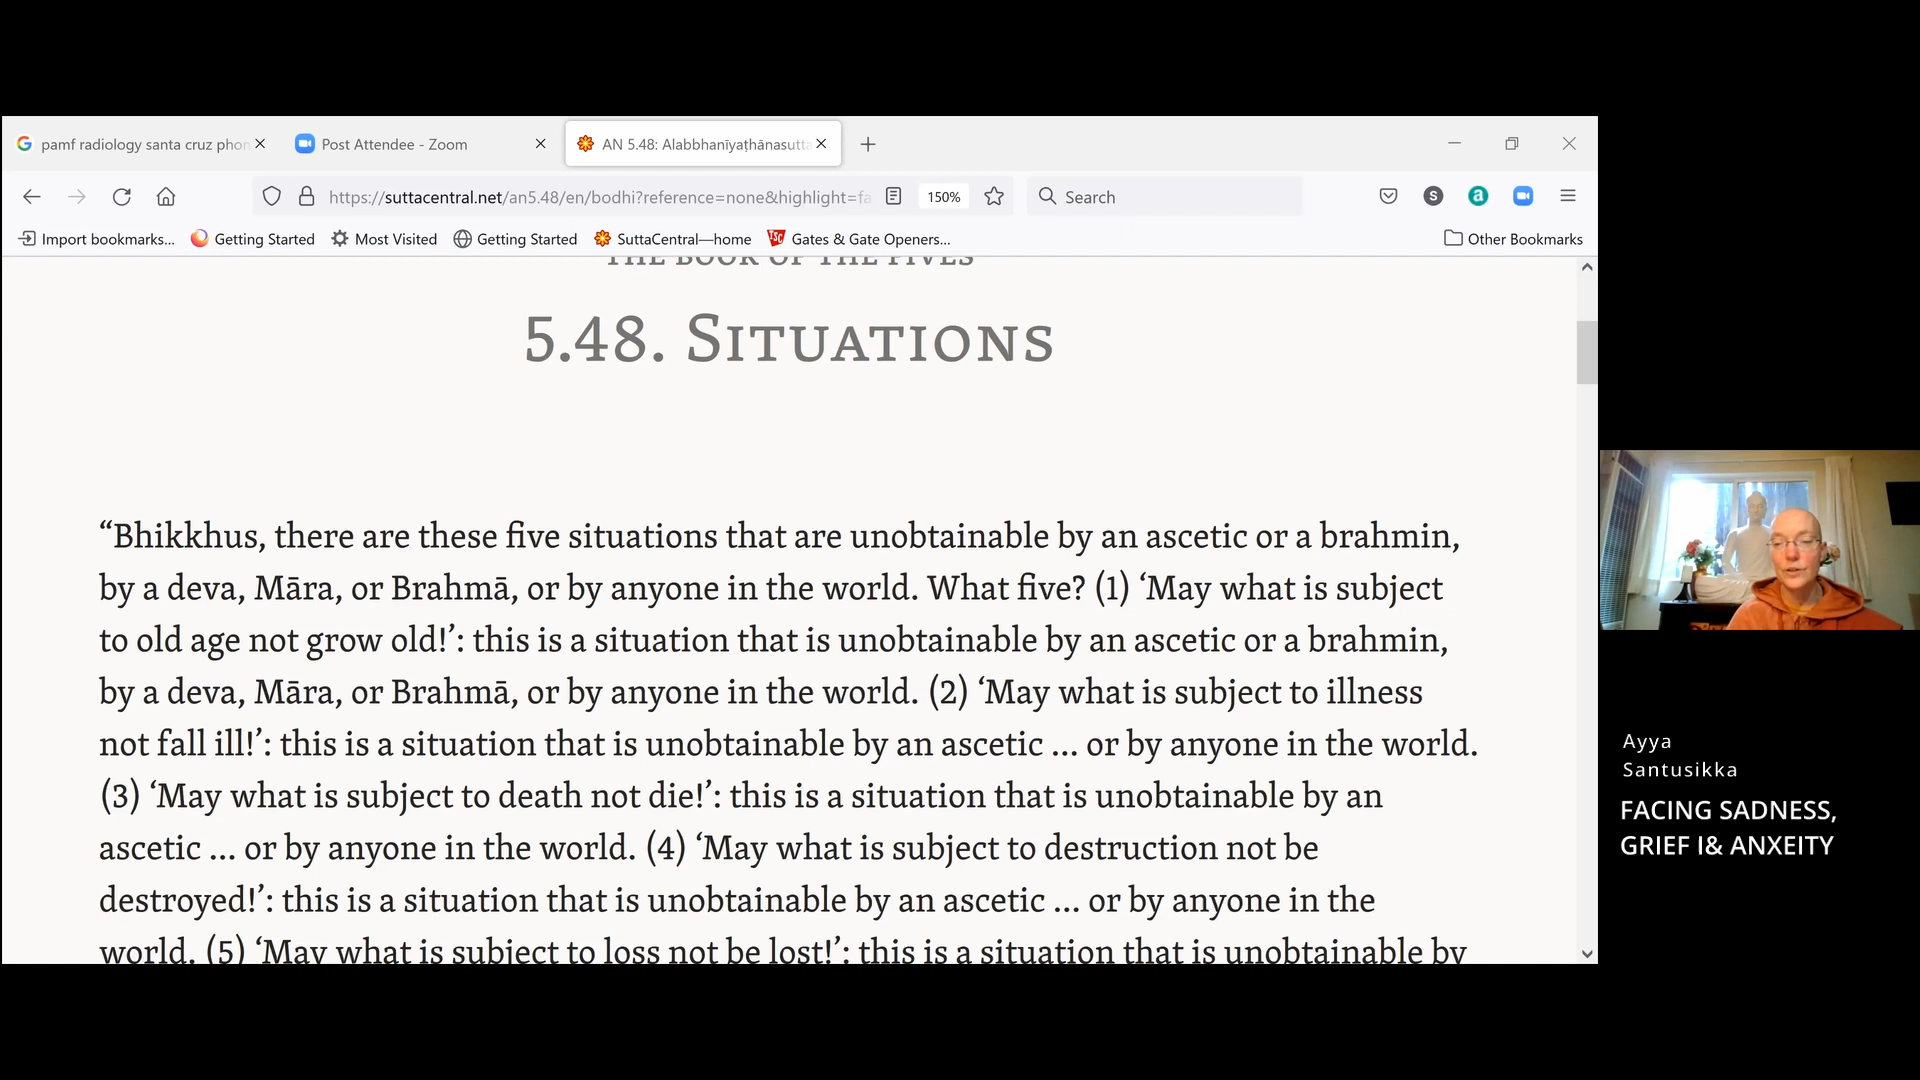 pamf radiology santa cruz phon
Post Attendee - Zoom
AN 5.48: Alabbhanīyaṭhānasutta
https://suttacentral.net/an5.48/en/bodhi?reference=none&highlight=fa
150%
Search
S
a
Import bookmarks...
Getting Started
Most Visited
Getting Started
SuttaCentral—home
TSC
Gates & Gate Openers...
Other Bookmarks
THE BOOK OF THE FIVES
5.48. SITUATIONS
“Bhikkhus, there are these five situations that are unobtainable by an ascetic or a brahmin,
by a deva, Māra, or Brahmā, or by anyone in the world. What five? (1) ‘May what is subject
to old age not grow old!’: this is a situation that is unobtainable by an ascetic or a brahmin,
by a deva, Māra, or Brahmā, or by anyone in the world. (2) ‘May what is subject to illness
not fall ill!’: this is a situation that is unobtainable by an ascetic ... or by anyone in the world.
(3) ‘May what is subject to death not die!’: this is a situation that is unobtainable by an
ascetic ... or by anyone in the world. (4) ‘May what is subject to destruction not be
destroyed!’: this is a situation that is unobtainable by an ascetic ... or by anyone in the
world. (5) ‘May what is subject to loss not be lost!’: this is a situation that is unobtainable by
Ayya
Santusikka
FACING SADNESS,
GRIEF I& ANXEITY